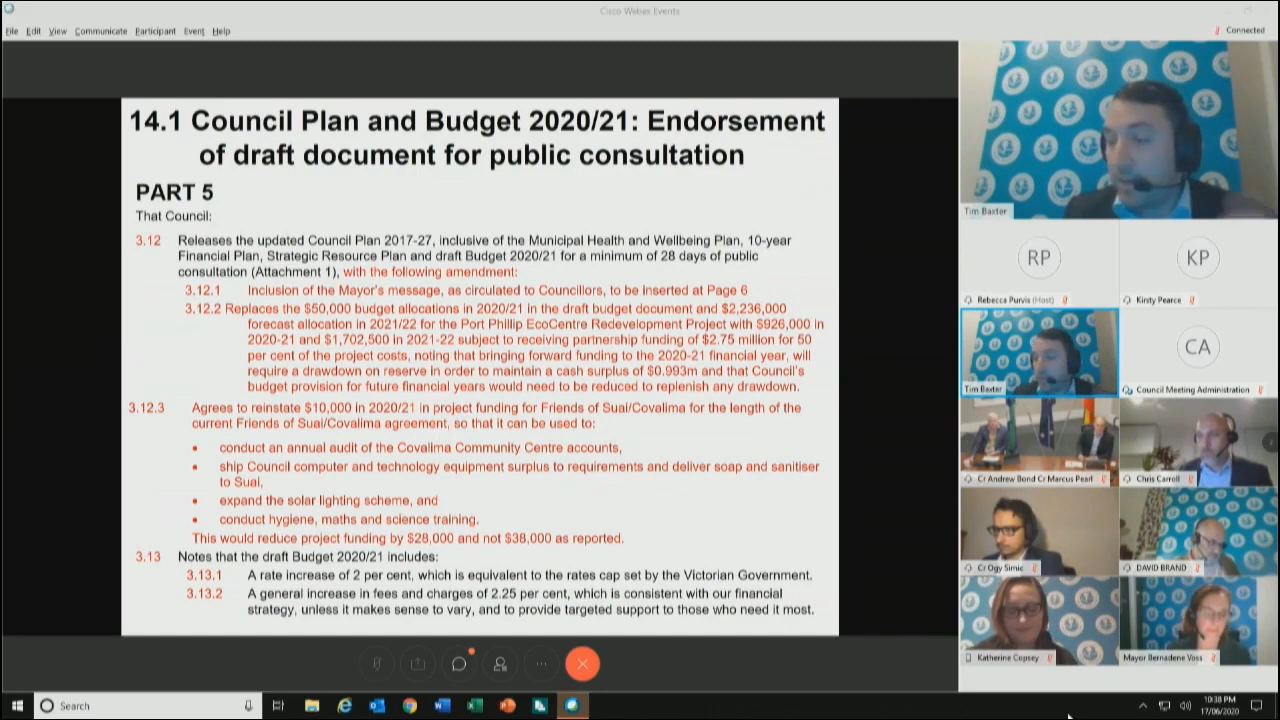 Cisco Webex Events
File Edit View Communicate Participant Event Help
Connected
14.1 Council Plan and Budget 2020/21: Endorsement
of draft document for public consultation
PART 5
That Council:
3.12 Releases the updated Council Plan 2017-27, inclusive of the Municipal Health and Wellbeing Plan, 10-year
Financial Plan, Strategic Resource Plan and draft Budget 2020/21 for a minimum of 28 days of public
consultation (Attachment 1), with the following amendment:
3.12.1 Inclusion of the Mayor's message, as circulated to Councillors, to be inserted at Page 6
3.12.2 Replaces the $50,000 budget allocations in 2020/21 in the draft budget document and $2,236,000
forecast allocation in 2021/22 for the Port Phillip EcoCentre Redevelopment Project with $926,000 in
2020-21 and $1,702,500 in 2021-22 subject to receiving partnership funding of $2.75 million for 50
per cent of the project costs, noting that bringing forward funding to the 2020-21 financial year, will
require a drawdown on reserve in order to maintain a cash surplus of $0.993m and that Council's
budget provision for future financial years would need to be reduced to replenish any drawdown.
3.12.3 Agrees to reinstate $10,000 in 2020/21 in project funding for Friends of Suai/Covalima for the length of the
current Friends of Suai/Covalima agreement, so that it can be used to:
• conduct an annual audit of the Covalima Community Centre accounts,
• ship Council computer and technology equipment surplus to requirements and deliver soap and sanitiser
to Suai,
• expand the solar lighting scheme, and
• conduct hygiene, maths and science training.
This would reduce project funding by $28,000 and not $38,000 as reported.
3.13 Notes that the draft Budget 2020/21 includes:
3.13.1 A rate increase of 2 per cent, which is equivalent to the rates cap set by the Victorian Government.
3.13.2 A general increase in fees and charges of 2.25 per cent, which is consistent with our financial
strategy, unless it makes sense to vary, and to provide targeted support to those who need it most.
Tim Baxter
RP
KP
Rebecca Purvis (Host)
Kirsty Pearce
Tim Baxter
CA
Council Meeting Administration
Cr Andrew Bond Cr Marcus Pearl
Chris Carroll
Cr Ogy Simic
DAVID BRAND
Katherine Copsey
Mayor Bernadene Voss
Search
10:38 PM
17/06/2020